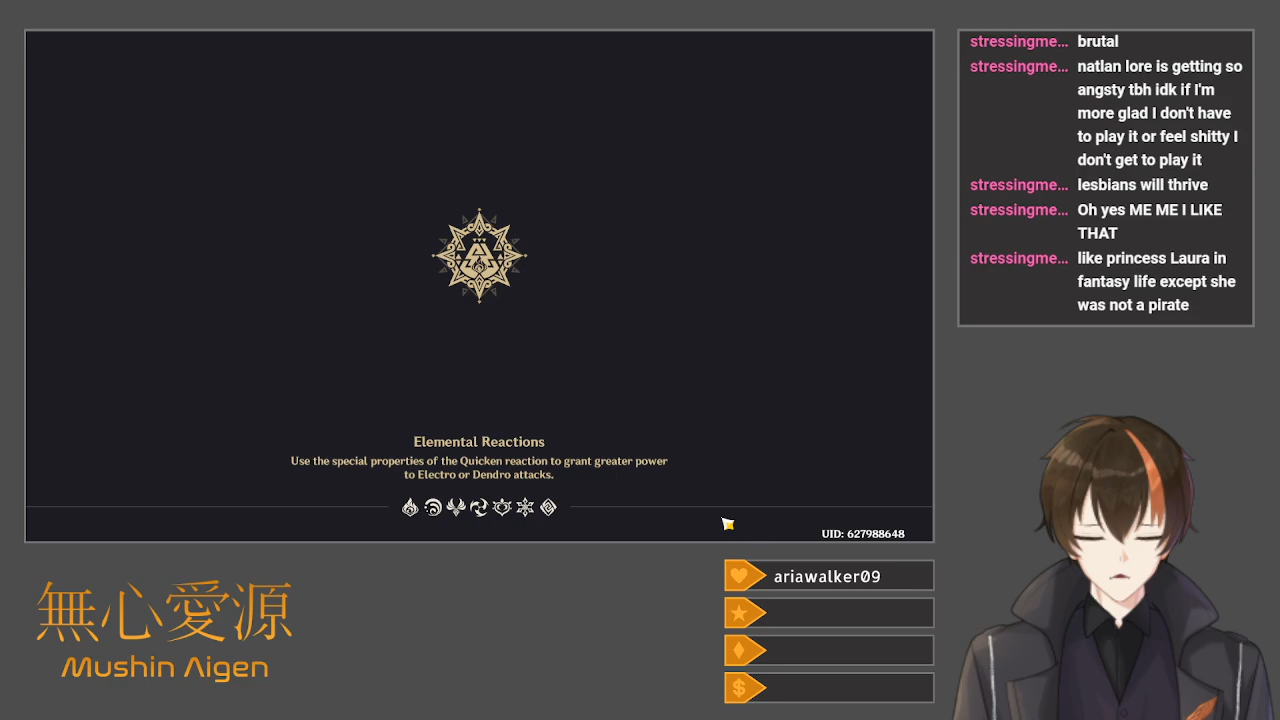 stressingme... brutal
stressingme... natlan lore is getting so
angsty tbh idk if I'm
more glad I don't have
to play it or feel shitty I
don't get to play it
stressingme... lesbians will thrive
stressingme... Oh yes ME ME I LIKE
THAT
stressingme... like princess Laura in
fantasy life except she
was not a pirate
Elemental Reactions
Use the special properties of the Quicken reaction to grant greater power
to Electro or Dendro attacks.
UID: 627988648
ariawalker09
$
無心愛源
Mushin Aigen